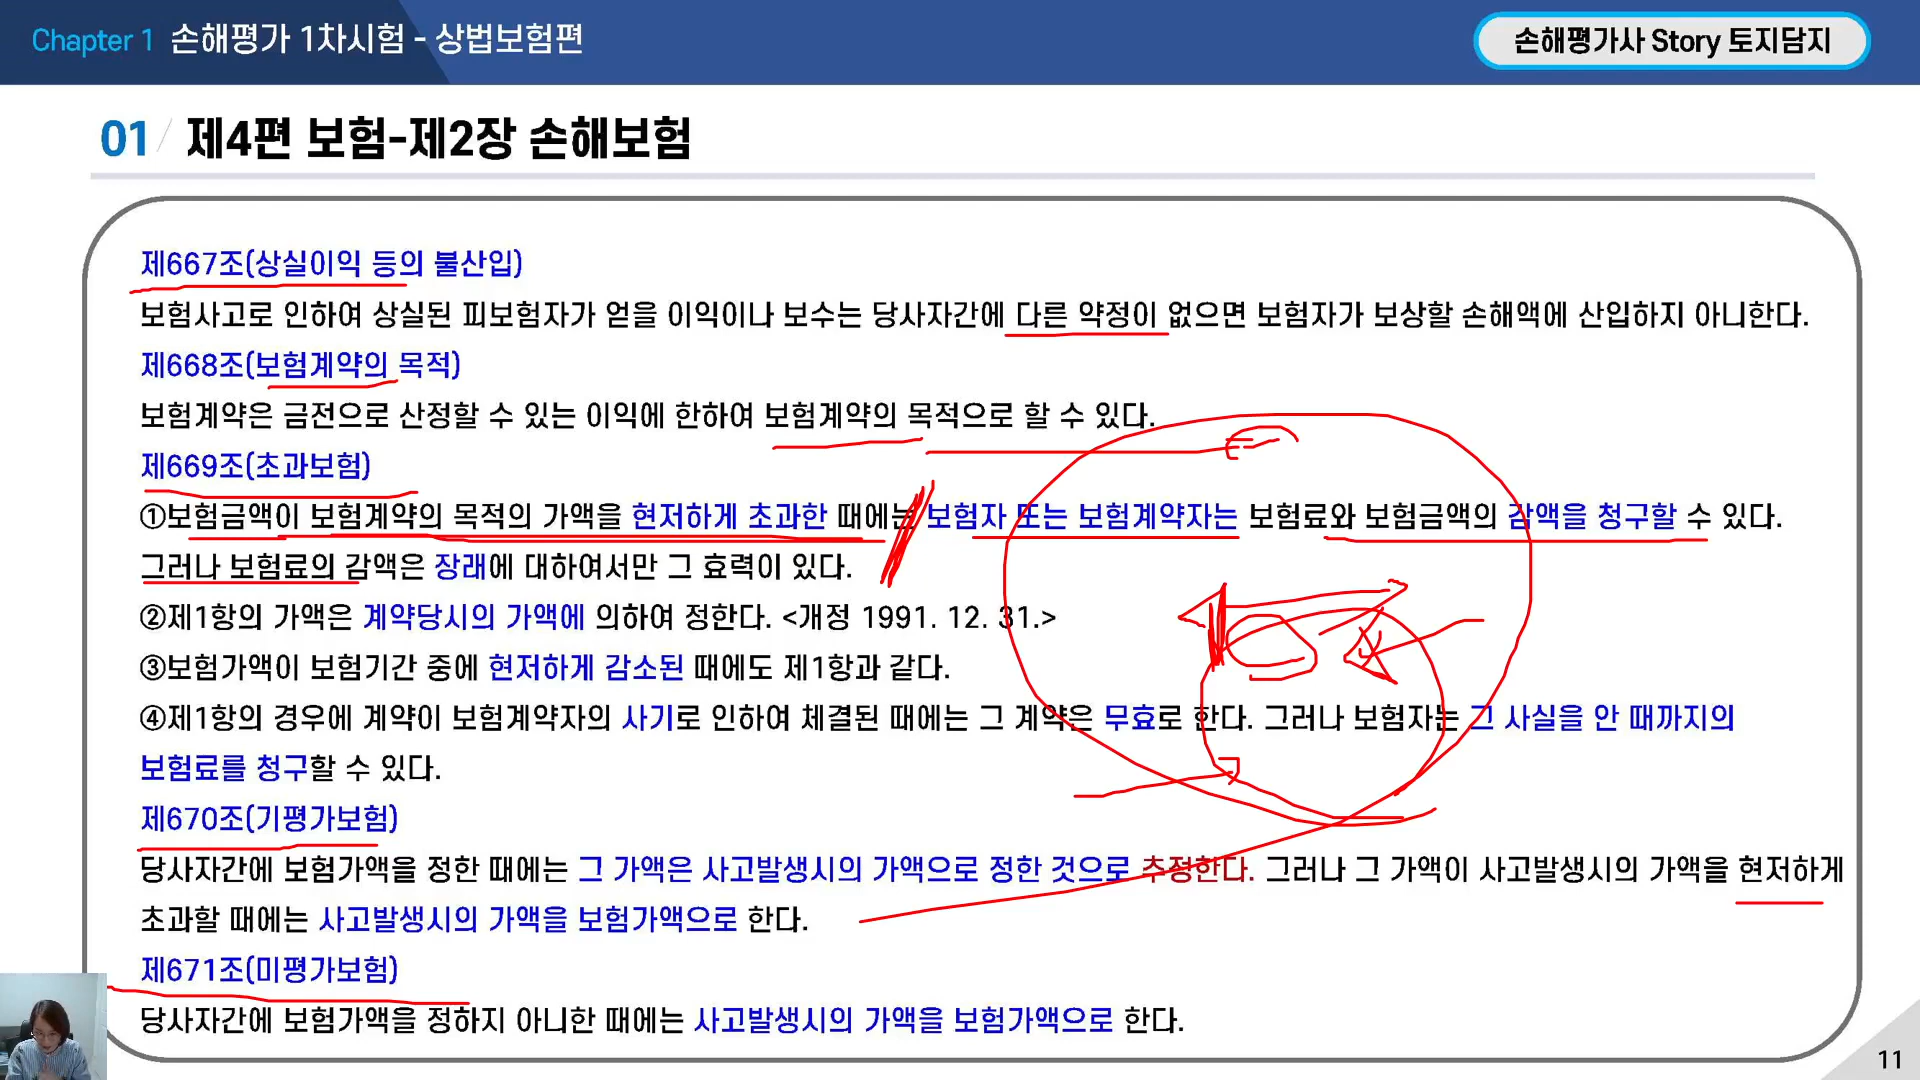 Chapter 1 손해평가 1차시험 - 상법보험편
손해평가사 Story 토지담지
01 / 제4편 보험-제2장 손해보험
제667조(상실이익 등의 불산입)
보험사고로 인하여 상실된 피보험자가 얻을 이익이나 보수는 당사자간에 다른 약정이 없으면 보험자가 보상할 손해액에 산입하지 아니한다.
제668조(보험계약의 목적)
보험계약은 금전으로 산정할 수 있는 이익에 한하여 보험계약의 목적으로 할 수 있다.
제669조(초과보험)
①보험금액이 보험계약의 목적의 가액을 현저하게 초과한 때에는 보험자 또는 보험계약자는 보험료와 보험금액의 감액을 청구할 수 있다.
그러나 보험료의 감액은 장래에 대하여서만 그 효력이 있다.
②제1항의 가액은 계약당시의 가액에 의하여 정한다. <개정 1991. 12. 31.>
③보험가액이 보험기간 중에 현저하게 감소된 때에도 제1항과 같다.
④제1항의 경우에 계약이 보험계약자의 사기로 인하여 체결된 때에는 그 계약은 무효로 한다. 그러나 보험자는 그 사실을 안 때까지의
보험료를 청구할 수 있다.
제670조(기평가보험)
당사자간에 보험가액을 정한 때에는 그 가액은 사고발생시의 가액으로 정한 것으로 추정한다. 그러나 그 가액이 사고발생시의 가액을 현저하게
초과할 때에는 사고발생시의 가액을 보험가액으로 한다.
제671조(미평가보험)
당사자간에 보험가액을 정하지 아니한 때에는 사고발생시의 가액을 보험가액으로 한다.
11